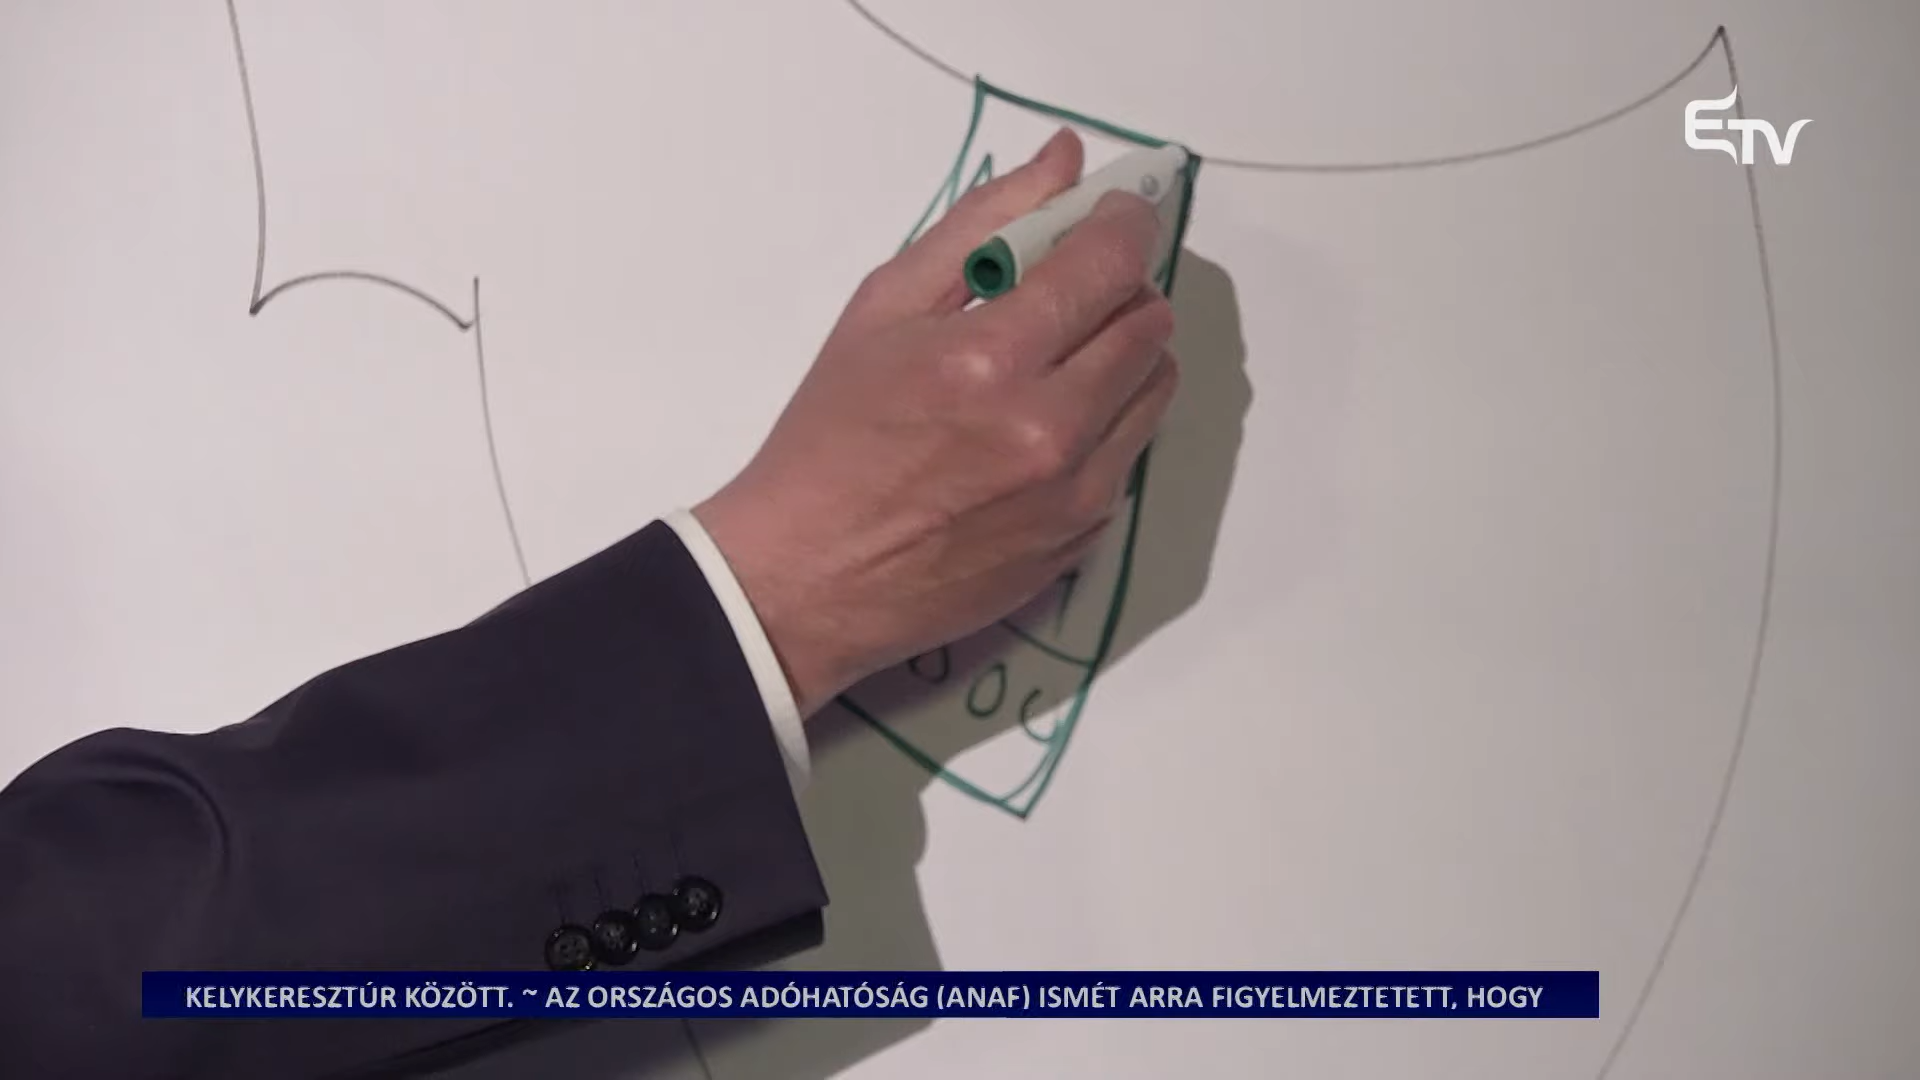 ETV
KELYKERESZTÚR KÖZÖTT. ~ AZ ORSZÁGOS ADÓHATÓSÁG (ANAF) ISMÉT ARRA FIGYELMEZTETETT, HOGY